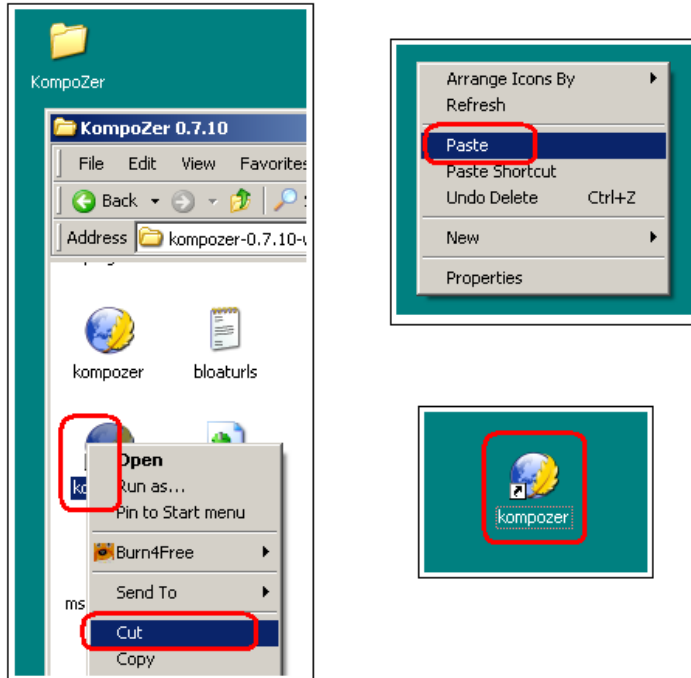 KompoZer
KompoZer 0.7.10
File Edit View Favorites
Back
Address kompozer-0.7.10-
kompozer bloaturls
Open
Run as...
Pin to Start menu
Burn4Free
Send To
ms
Cut
Copy
Arrange Icons By
Refresh
Paste
Paste Shortcut
Undo Delete Ctrl+Z
New
Properties
kompozer